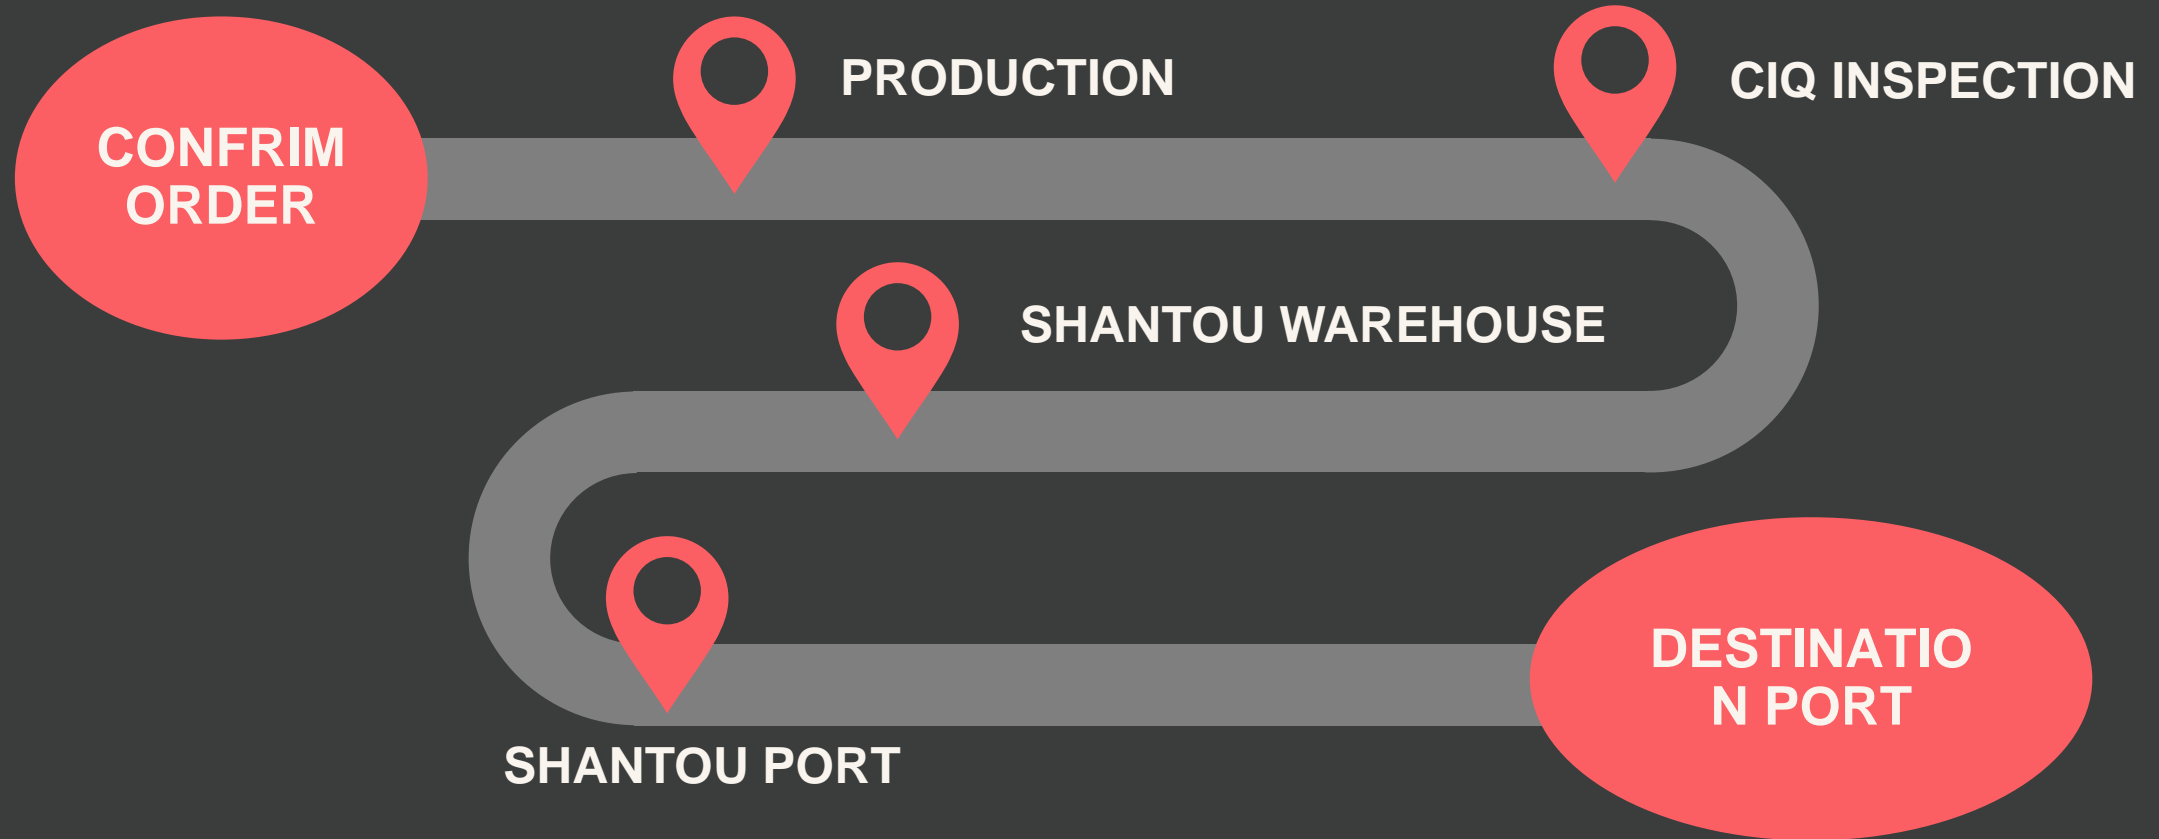 CONFRIM
ORDER
PRODUCTION
CIQ INSPECTION
SHANTOU WAREHOUSE
SHANTOU PORT
DESTINATIO
N PORT